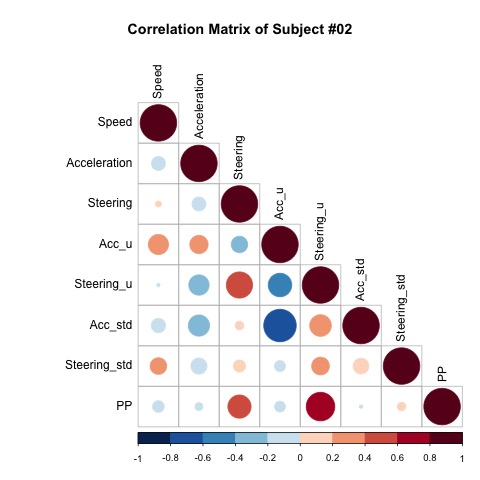 Correlation Matrix of Subject #02
Speed
Acceleration
Steering
Acc_u
Steering_u
Acc_std
Steering_std
PP
Speed
Acceleration
Steering
Acc_u
Steering_u
Acc_std
Steering_std
PP
-1 -0.8 -0.6 -0.4 -0.2 0 0.2 0.4 0.6 0.8 1